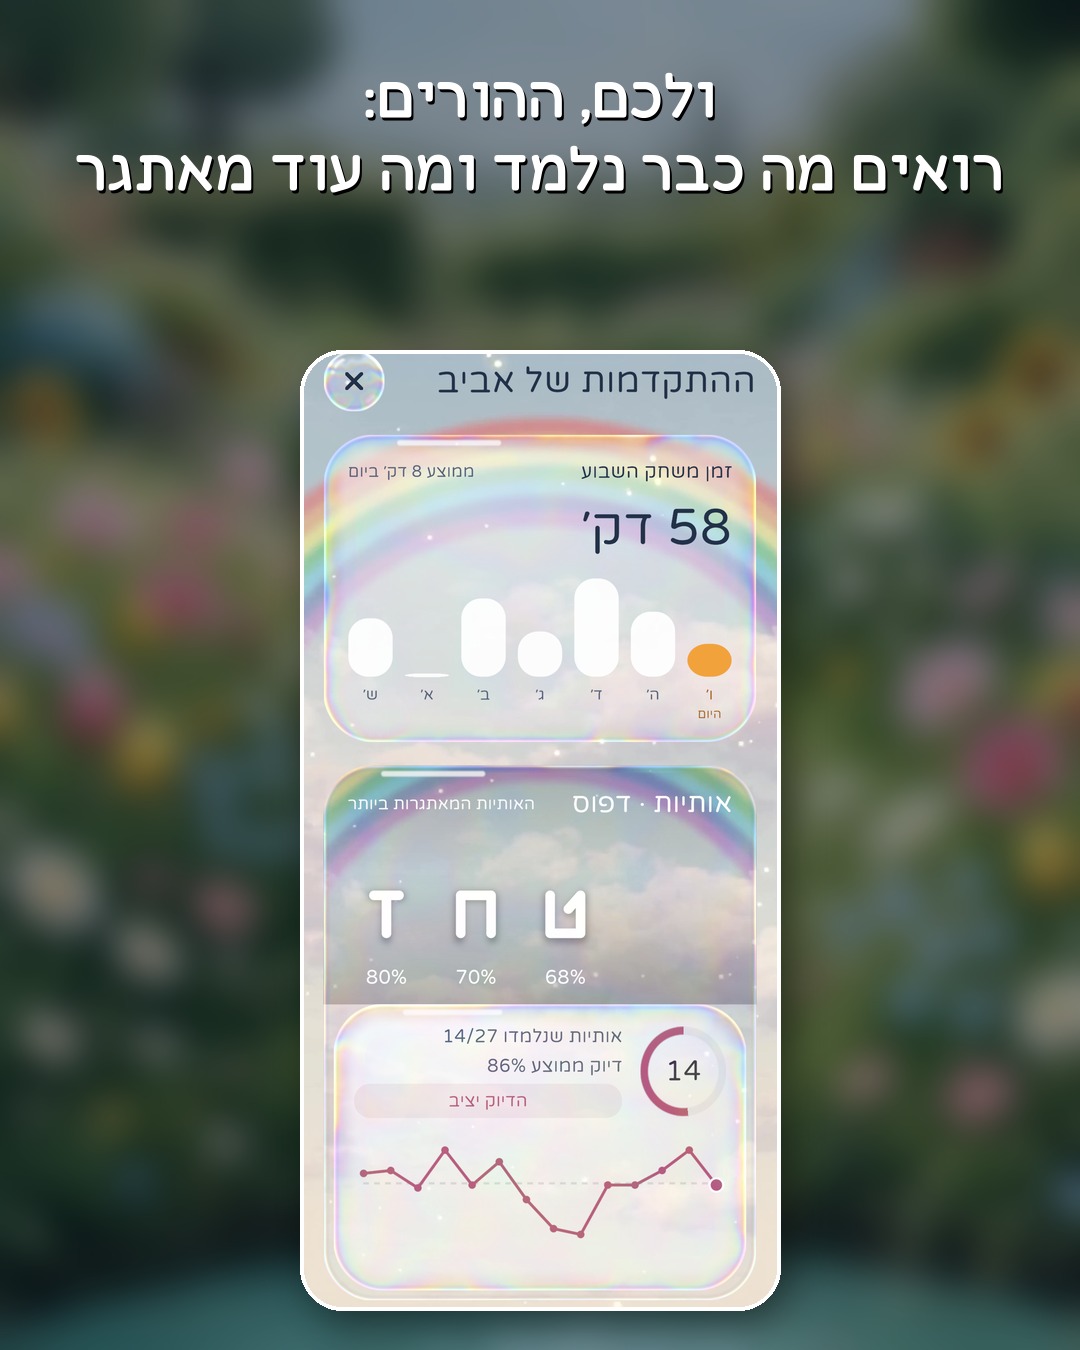 ולכם, ההורים:
רואים מה כבר נלמד ומה עוד מאתגר
ההתקדמות של אביב
זמן משחק השבוע
ממוצע 8 דק׳ ביום
58 דק׳
ו׳ ה׳ ד׳ ג׳ ב׳ א׳ ש׳
היום
אותיות · דפוס
האותיות המאתגרות ביותר
ט ח ד
68% 70% 80%
אותיות שנלמדו 14/27
14
דיוק ממוצע 86%
הדיוק יציב